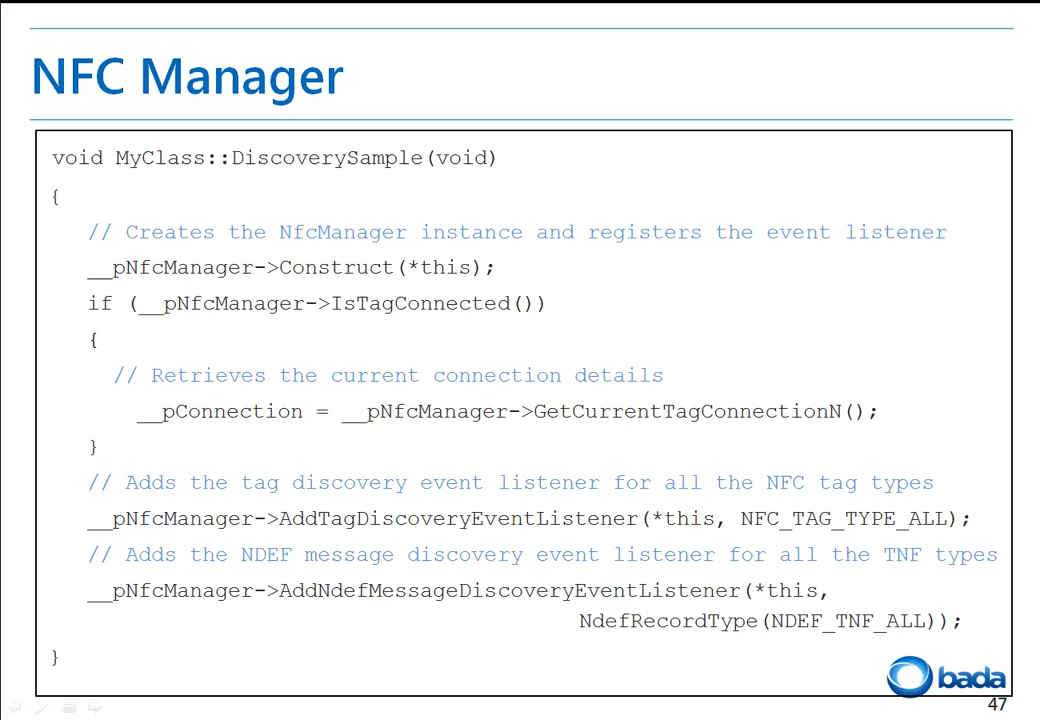 NFC Manager
void MyClass::DiscoverySample(void)
{
// Creates the NfcManager instance and registers the event listener
__pNfcManager->Construct(*this);
if (__pNfcManager->IsTagConnected())
{
// Retrieves the current connection details
__pConnection = __pNfcManager->GetCurrentTagConnectionN();
}
// Adds the tag discovery event listener for all the NFC tag types
__pNfcManager->AddTagDiscoveryEventListener(*this, NFC_TAG_TYPE_ALL);
// Adds the NDEF message discovery event listener for all the TNF types
__pNfcManager->AddNdefMessageDiscoveryEventListener(*this,
NdefRecordType(NDEF_TNF_ALL));
}
bada
47